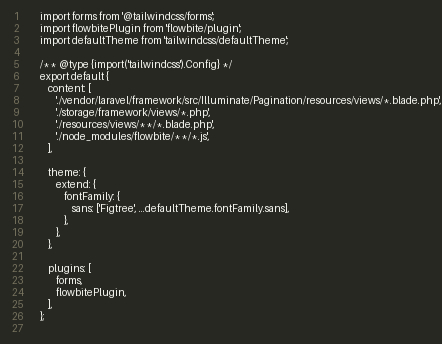 1 import forms from '@tailwindcss/forms';
2 import flowbitePlugin from 'flowbite/plugin';
3 import defaultTheme from 'tailwindcss/defaultTheme';
4
5 /** @type {import('tailwindcss').Config} */
6 export default {
7     content: [
8         './vendor/laravel/framework/src/Illuminate/Pagination/resources/views/*.blade.php',
9         './storage/framework/views/*.php',
10         './resources/views/**/*.blade.php',
11         './node_modules/flowbite/**/*.js',
12     ],
13
14     theme: {
15         extend: {
16             fontFamily: {
17                 sans: ['Figtree', ...defaultTheme.fontFamily.sans],
18             },
19         },
20     },
21
22     plugins: [
23         forms,
24         flowbitePlugin,
25     ],
26 };
27